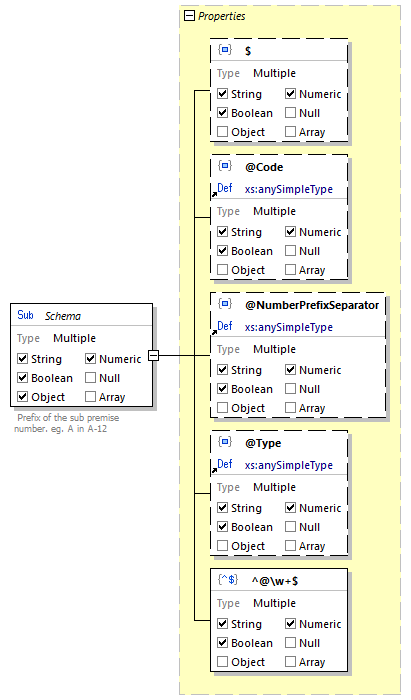 Properties
$
Type Multiple
String Numeric
Boolean Null
Object Array
@Code
Def xs:anySimpleType
Type Multiple
String Numeric
Boolean Null
Object Array
@NumberPrefixSeparator
Def xs:anySimpleType
Type Multiple
String Numeric
Boolean Null
Object Array
Sub Schema
Type Multiple
String Numeric
Boolean Null
Object Array
Prefix of the sub premise
number. eg. A in A-12
@Type
Def xs:anySimpleType
Type Multiple
String Numeric
Boolean Null
Object Array
{^$} ^@\w+$
Type Multiple
String Numeric
Boolean Null
Object Array